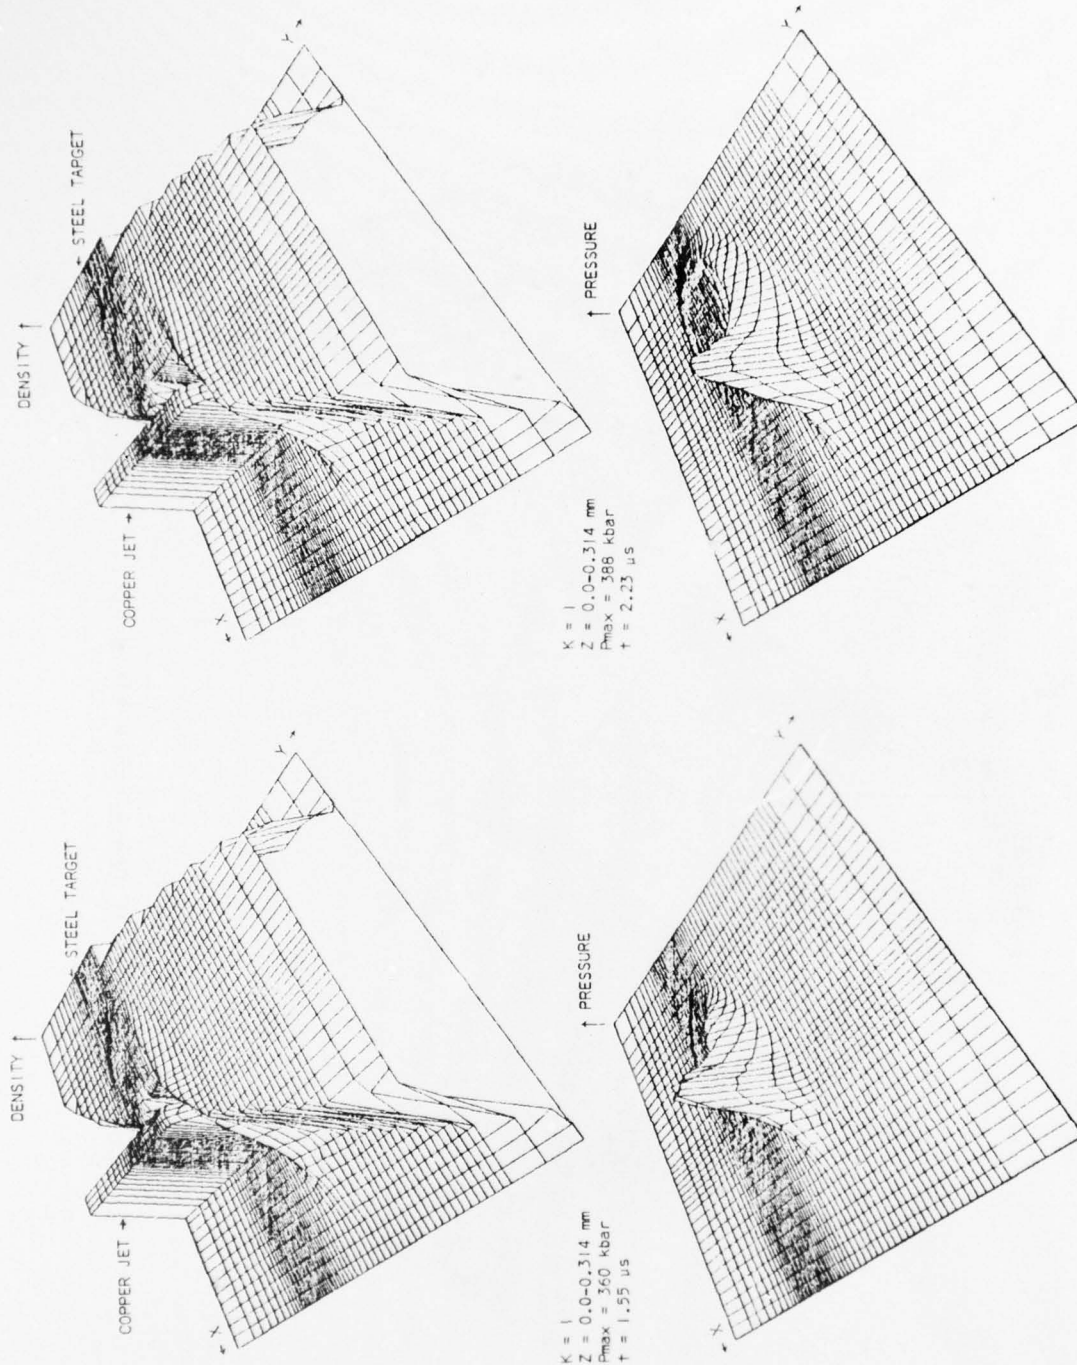 DENSITY ↑
← STEEL TAPGET
COPPER JET →
X
Y
↑ PRESSURE
K = 1
Z = 0.0-0.314 mm
Pmax = 388 kbar
t = 2.23 µs
X
Y
DENSITY ↑
← STEEL TARGET
COPPER JET →
X
Y
↑ PRESSURE
K = 1
Z = 0.0-0.314 mm
Pmax = 360 kbar
t = 1.55 µs
X
Y